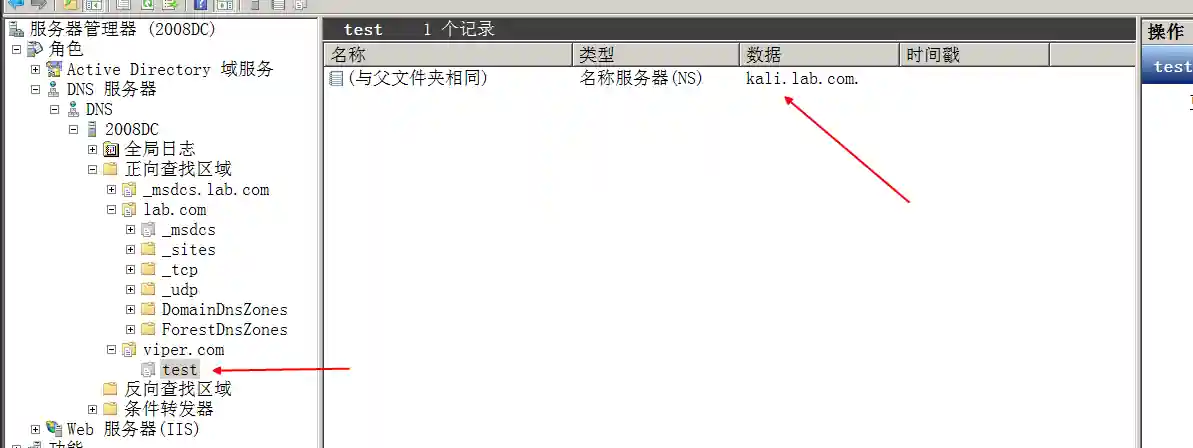 服务器管理器 (2008DC)
角色
Active Directory 域服务
DNS 服务器
DNS
2008DC
全局日志
正向查找区域
_msdcs.lab.com
lab.com
_msdcs
_sites
_tcp
_udp
DomainDnsZones
ForestDnsZones
viper.com
test
反向查找区域
条件转发器
Web 服务器(IIS)
功能
test 1 个记录
名称 类型 数据 时间戳
(与父文件夹相同) 名称服务器(NS) kali.lab.com.
操作
test